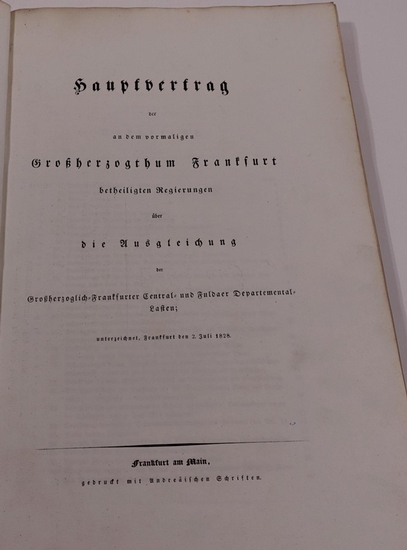 Hauptvertrag
der
an dem vormaligen
Großherzogthum Frankfurt
betheiligten Regierungen
über
die Ausgleichung
der
Großherzoglich-Frankfurter Central- und Fuldaer Departemental-
Lasten;
unterzeichnet, Frankfurt den 2. Juli 1828.
Frankfurt am Main,
gedruckt mit Andreäischen Schriften.